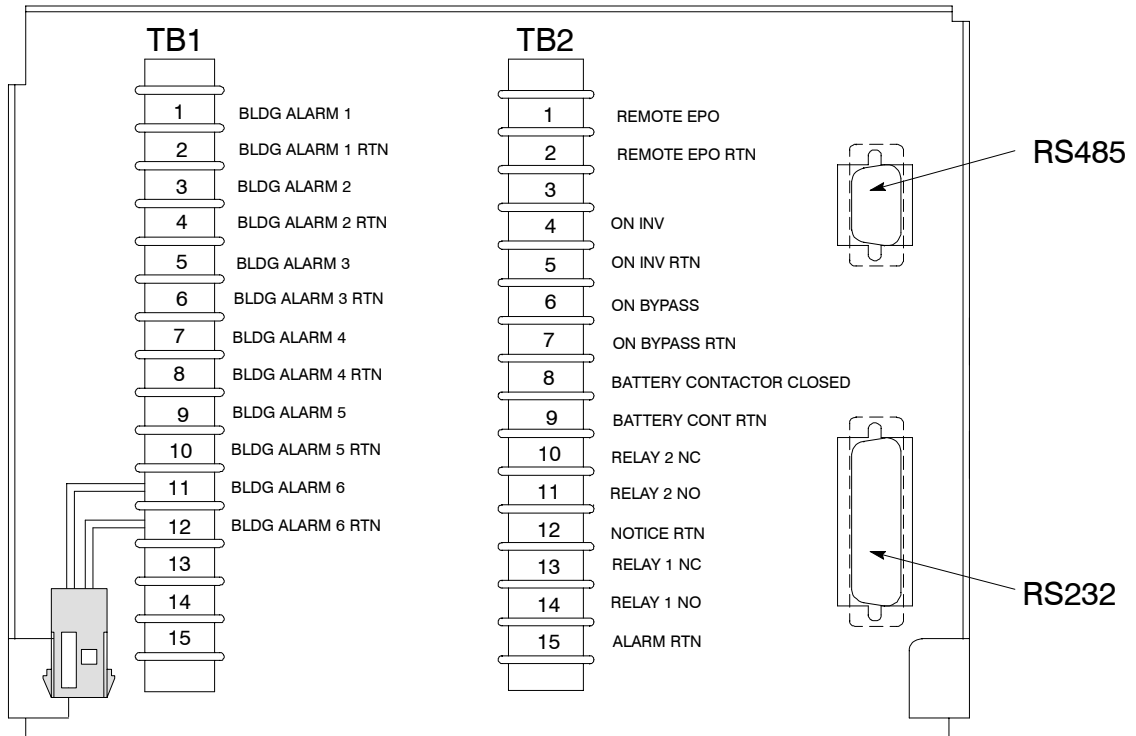 TB1
1 BLDG ALARM 1
2 BLDG ALARM 1 RTN
3 BLDG ALARM 2
4 BLDG ALARM 2 RTN
5 BLDG ALARM 3
6 BLDG ALARM 3 RTN
7 BLDG ALARM 4
8 BLDG ALARM 4 RTN
9 BLDG ALARM 5
10 BLDG ALARM 5 RTN
11 BLDG ALARM 6
12 BLDG ALARM 6 RTN
13
14
15
TB2
1 REMOTE EPO
2 REMOTE EPO RTN
3
4 ON INV
5 ON INV RTN
6 ON BYPASS
7 ON BYPASS RTN
8 BATTERY CONTACTOR CLOSED
9 BATTERY CONT RTN
10 RELAY 2 NC
11 RELAY 2 NO
12 NOTICE RTN
13 RELAY 1 NC
14 RELAY 1 NO
15 ALARM RTN
RS485
RS232